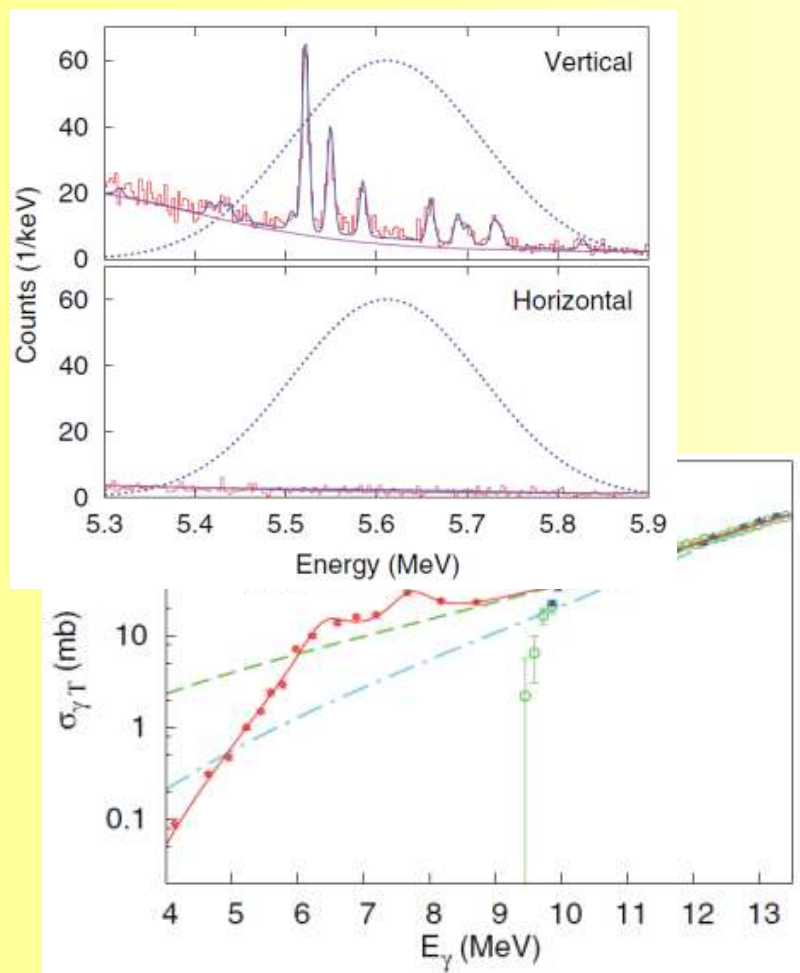 Vertical
60
40
20
0
Horizontal
60
40
20
0
Counts (1/keV)
5.3 5.4 5.5 5.6 5.7 5.8 5.9
Energy (MeV)
10
1
0.1
σγT (mb)
4 5 6 7 8 9 10 11 12 13
Eγ (MeV)